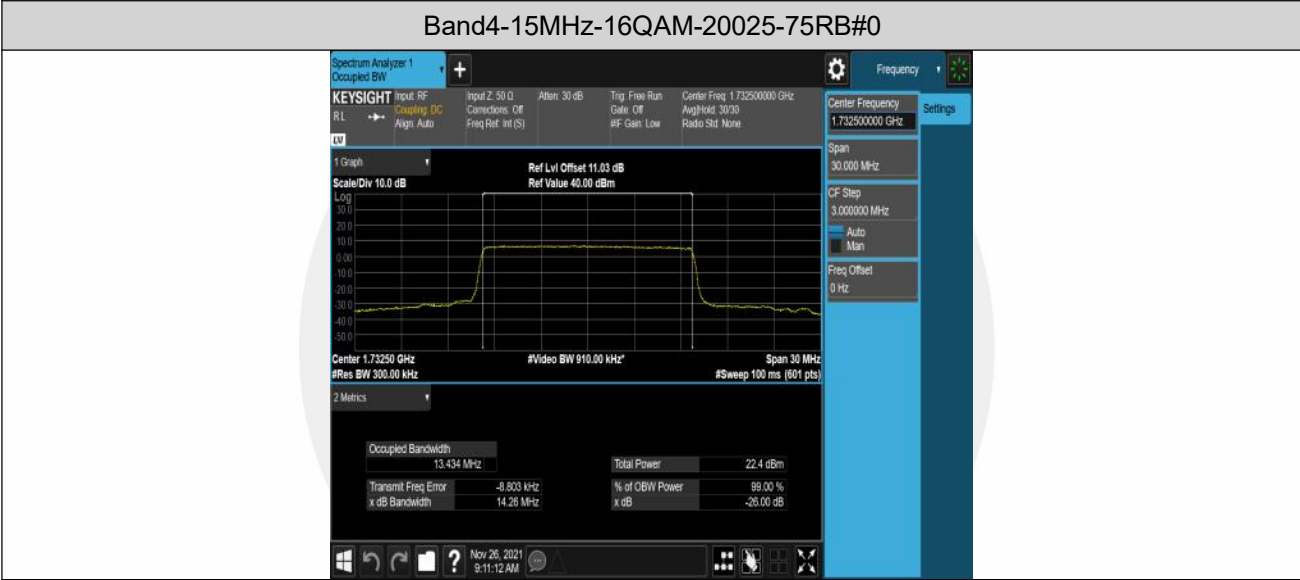 Band4-15MHz-16QAM-20025-75RB#0
Spectrum Analyzer 1
Occupied BW
+
Frequency
KEYSIGHT
Input: RF
Coupling: DC
Align: Auto
RL
LXI
Input Z: 50 Ω
Corrections: Off
Freq Ref: Int (S)
Atten: 30 dB
Trig: Free Run
Gate: Off
#IF Gain: Low
Center Freq: 1.732500000 GHz
Avg|Hold: 30/30
Radio Std: None
Center Frequency
1.732500000 GHz
Settings
Span
30.000 MHz
CF Step
3.000000 MHz
Auto
Man
Freq Offset
0 Hz
1 Graph
Scale/Div 10.0 dB
Ref Lvl Offset 11.03 dB
Ref Value 40.00 dBm
Log
30.0
20.0
10.0
0.00
-10.0
-20.0
-30.0
-40.0
-50.0
Center 1.73250 GHz
#Video BW 910.00 kHz*
Span 30 MHz
#Res BW 300.00 kHz
#Sweep 100 ms (601 pts)
2 Metrics
Occupied Bandwidth
13.434 MHz
Total Power 22.4 dBm
Transmit Freq Error -8.803 kHz
% of OBW Power 99.00 %
x dB Bandwidth 14.26 MHz
x dB -26.00 dB
?
Nov 26, 2021
9:11:12 AM